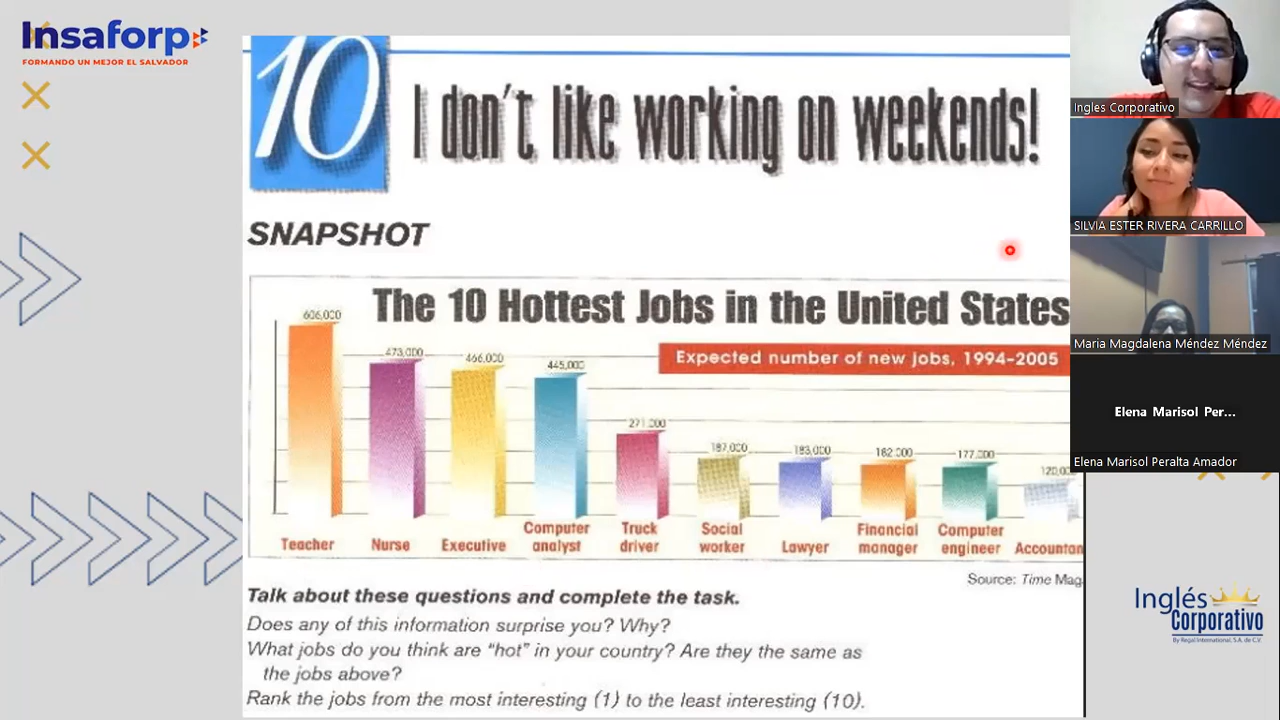 Insaforp
FORMANDO UN MEJOR EL SALVADOR
10
I don't like working on weekends!
SNAPSHOT
The 10 Hottest Jobs in the United States
Expected number of new jobs, 1994-2005
606,000
473,000
466,000
445,000
271,000
187,000
183,000
182,000
177,000
120,000
Teacher
Nurse
Executive
Computer
analyst
Truck
driver
Social
worker
Lawyer
Financial
manager
Computer
engineer
Accountan
Source: Time Mag
Talk about these questions and complete the task.
Does any of this information surprise you? Why?
What jobs do you think are "hot" in your country? Are they the same as
the jobs above?
Rank the jobs from the most interesting (1) to the least interesting (10).
Ingles Corporativo
SILVIA ESTER RIVERA CARRILLO
Maria Magdalena Méndez Méndez
Elena Marisol Per...
Elena Marisol Peralta Amador
Inglés
Corporativo
By Regal International, S.A. de C.V.